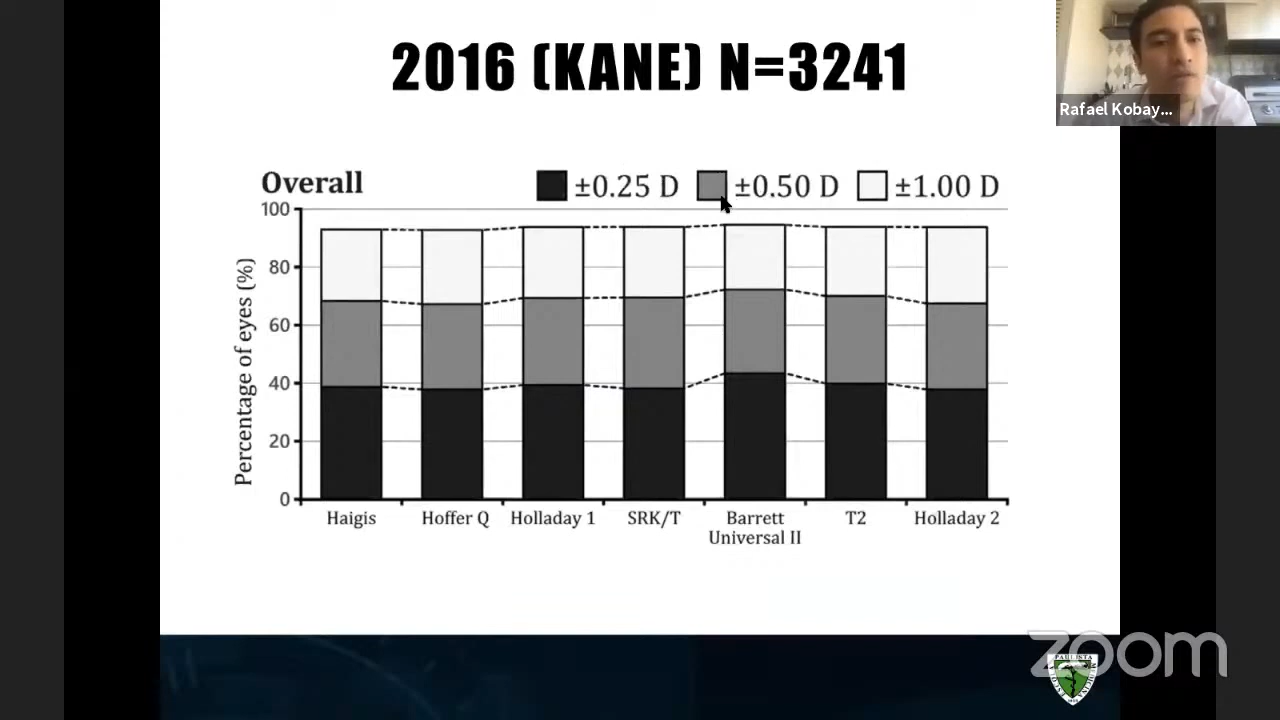 2016 (KANE) N=3241
Rafael Kobay...
Overall
±0.25 D ±0.50 D ±1.00 D
100
80
60
40
20
0
Percentage of eyes (%)
Haigis Hoffer Q Holladay 1 SRK/T Barrett Universal II T2 Holladay 2
zoom
PAULISTA